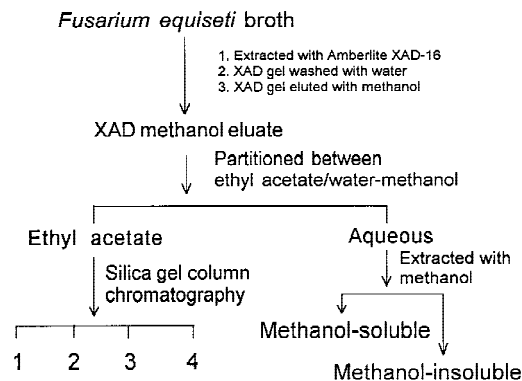 Fusarium equiseti broth
1. Extracted with Amberlite XAD-16
2. XAD gel washed with water
3. XAD gel eluted with methanol
XAD methanol eluate
Partitioned between
ethyl acetate/water-methanol
Ethyl acetate
Aqueous
Silica gel column
chromatography
Extracted with
methanol
1 2 3 4
Methanol-soluble
Methanol-insoluble